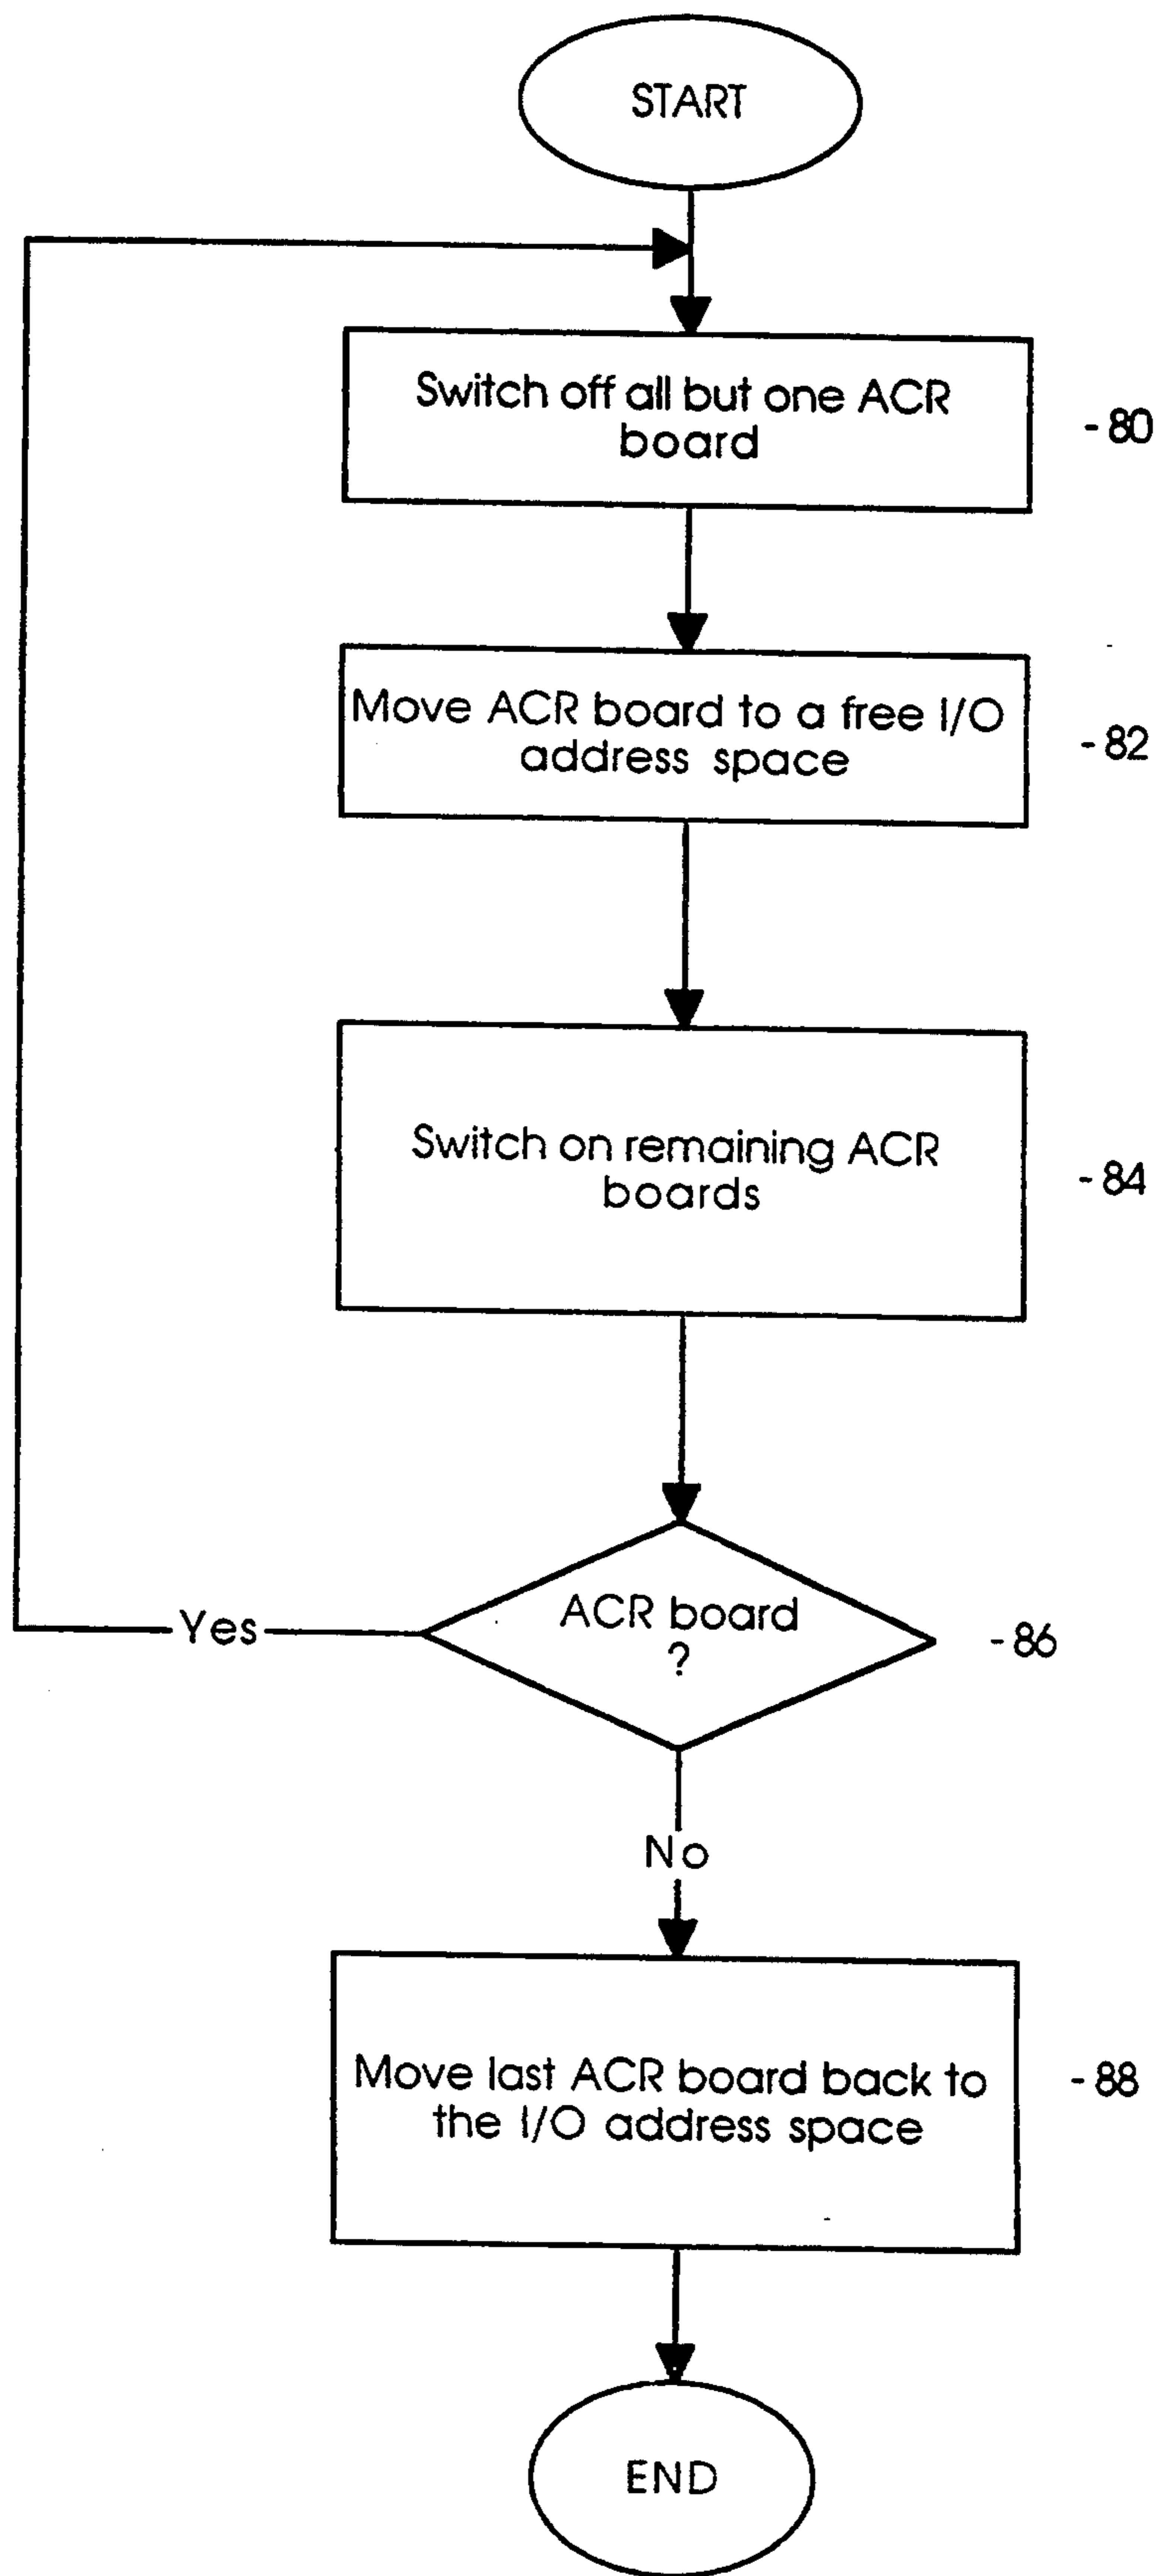 START
Switch off all but one ACR
board
- 80
Move ACR board to a free I/O
address space
- 82
Switch on remaining ACR
boards
- 84
ACR board
?
- 86
Yes
No
Move last ACR board back to
the I/O address space
- 88
END